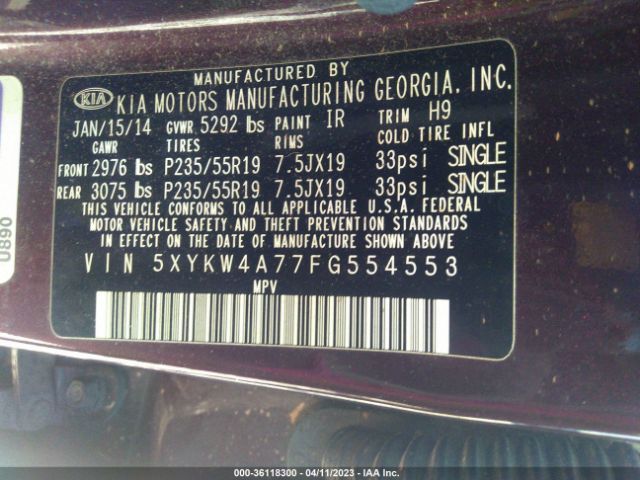 MANUFACTURED BY
KIA KIA MOTORS MANUFACTURING GEORGIA, INC.
JAN/15/14 GVWR 5292 lbs PAINT IR TRIM H9
GAWR TIRES RIMS COLD TIRE INFL
FRONT 2976 lbs P235/55R19 7.5JX19 33psi SINGLE
REAR 3075 lbs P235/55R19 7.5JX19 33psi SINGLE
THIS VEHICLE CONFORMS TO ALL APPLICABLE U.S.A. FEDERAL
MOTOR VEHICLE SAFETY AND THEFT PREVENTION STANDARDS
IN EFFECT ON THE DATE OF MANUFACTURE SHOWN ABOVE
VIN 5XYKW4A77FG554553
MPV
U890
000-36118300 - 04/11/2023 - IAA Inc.